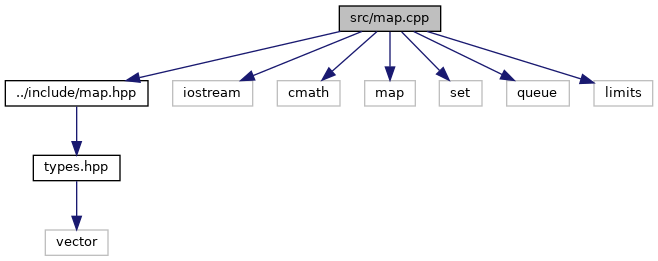 src/map.cpp
../include/map.hpp
iostream
cmath
map
set
queue
limits
types.hpp
vector